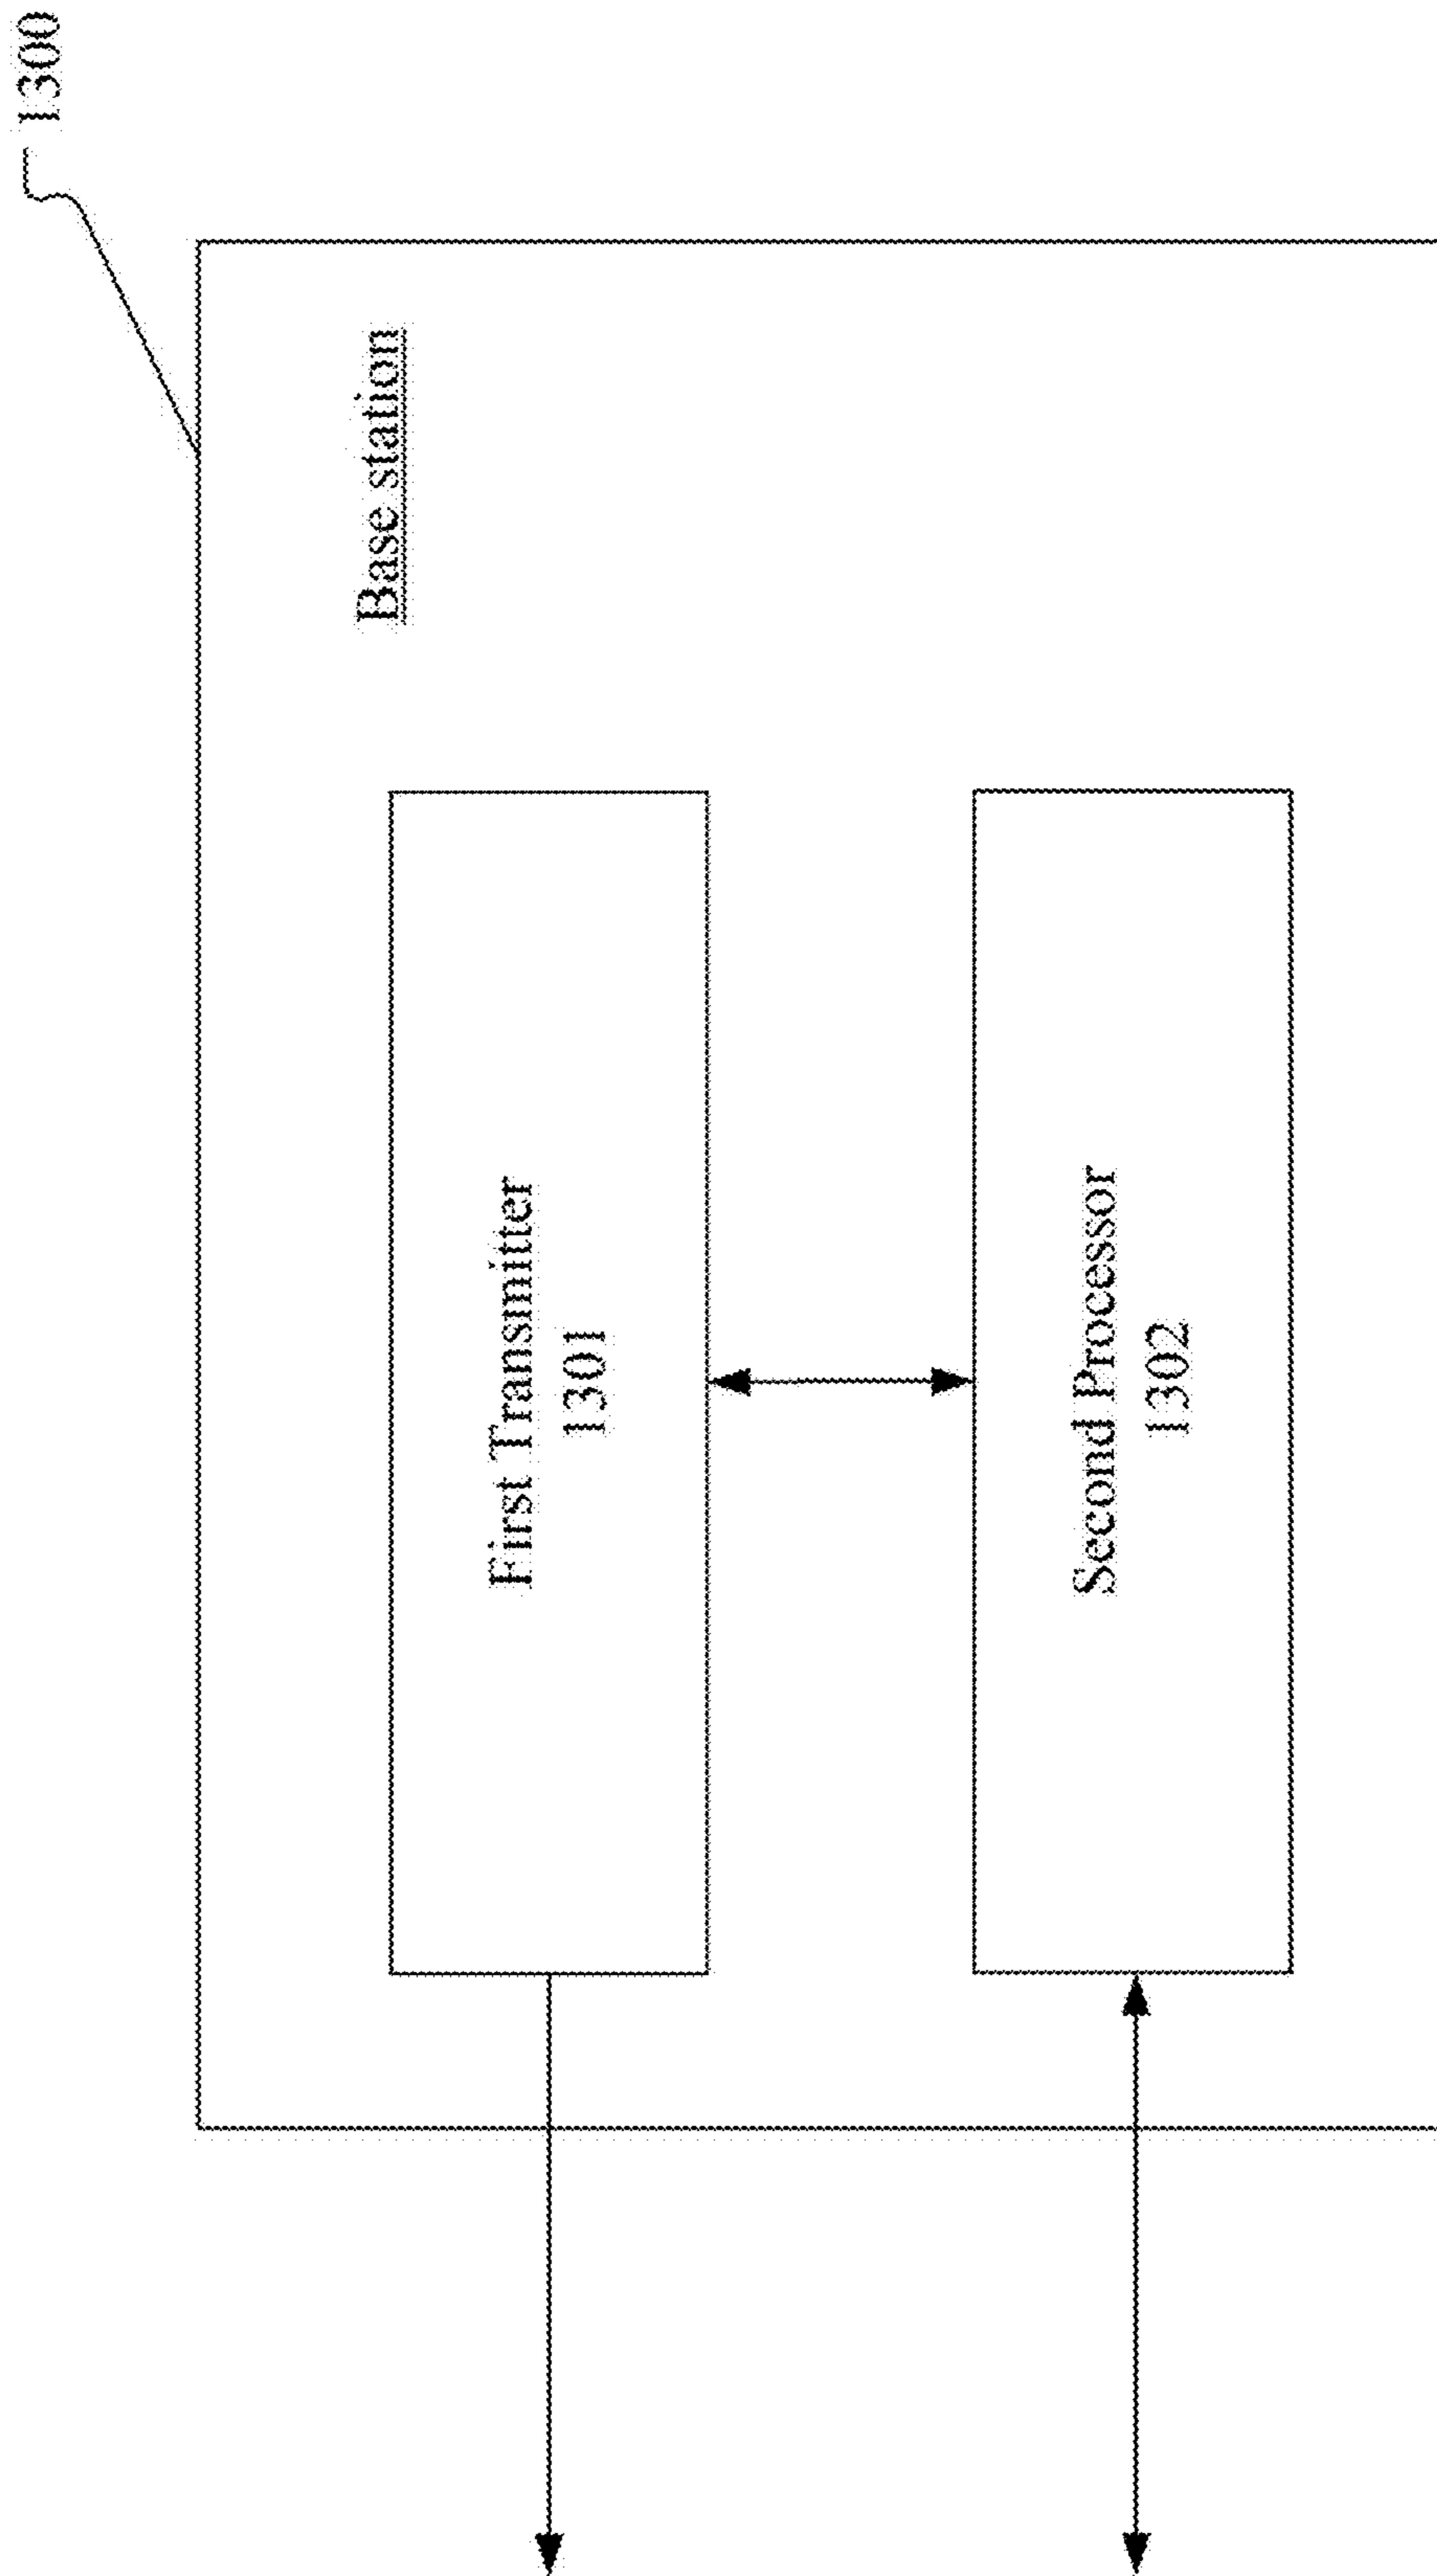 1300
Base station
First Transmitter
1301
Second Processor
1302